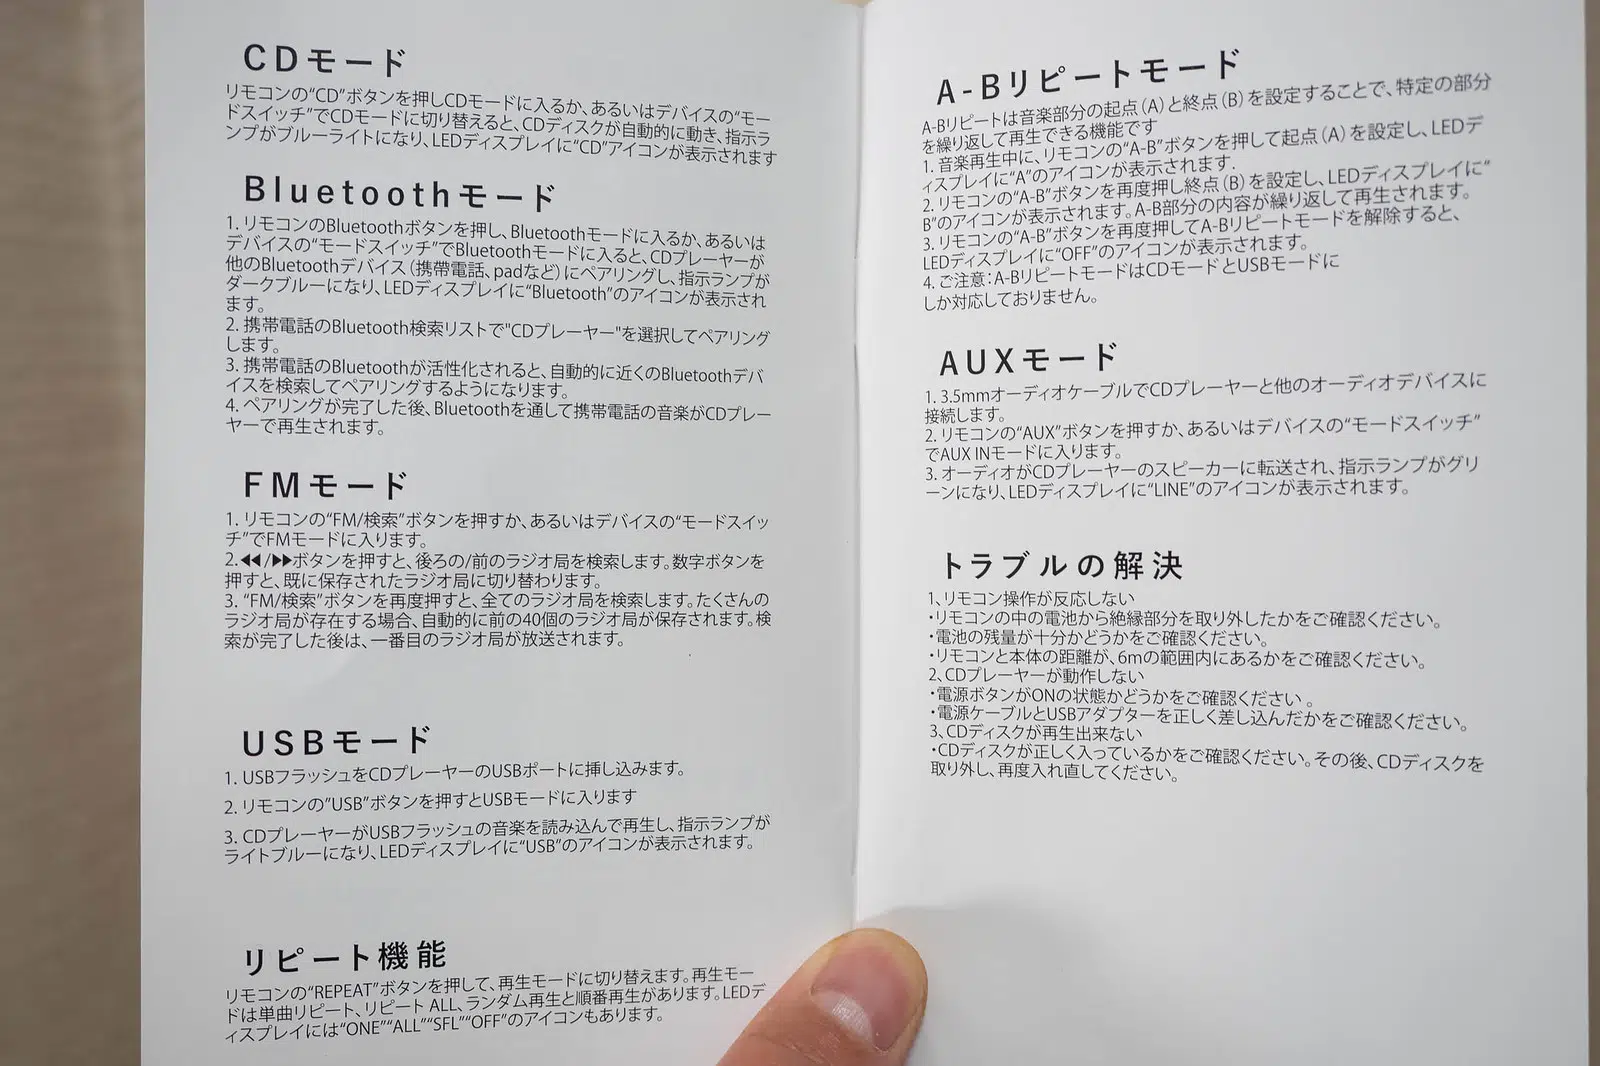 CDモード
リモコンの“CD”ボタンを押しCDモードに入るか、あるいはデバイスの“モー
ドスイッチ”でCDモードに切り替えると、CDディスクが自動的に動き、指示ラ
ンプがブルーライトになり、LEDディスプレイに“CD”アイコンが表示されます
Bluetoothモード
1. リモコンのBluetoothボタンを押し、Bluetoothモードに入るか、あるいは
デバイスの“モードスイッチ”でBluetoothモードに入ると、CDプレーヤーが
他のBluetoothデバイス（携帶電話、padなど）にペアリングし、指示ランプが
ダークブルーになり、LEDディスプレイに“Bluetooth”のアイコンが表示され
ます。
2. 携帯電話のBluetooth検索リストで"CDプレーヤー"を選択してペアリング
します。
3. 携帯電話のBluetoothが活性化されると、自動的に近くのBluetoothデバ
イスを検索してペアリングするようになります。
4. ペアリングが完了した後、Bluetoothを通して携帯電話の音楽がCDプレー
ヤーで再生されます。
FMモード
1. リモコンの“FM/検索”ボタンを押すか、あるいはデバイスの“モードスイッ
チ”でFMモードに入ります。
2.◀◀/▶▶ボタンを押すと、後ろの/前のラジオ局を検索します。数字ボタンを
押すと、既に保存されたラジオ局に切り替わります。
3. “FM/検索”ボタンを再度押すと、全てのラジオ局を検索します。たくさんの
ラジオ局が存在する場合、自動的に前の40個のラジオ局が保存されます。検
索が完了した後は、一番目のラジオ局が放送されます。
USBモード
1. USBフラッシュをCDプレーヤーのUSBポートに挿し込みます。
2. リモコンの”USB”ボタンを押すとUSBモードに入ります
3. CDプレーヤーがUSBフラッシュの音楽を読み込んで再生し、指示ランプが
ライトブルーになり、LEDディスプレイに“USB”のアイコンが表示されます。
リピート機能
リモコンの“REPEAT”ボタンを押して、再生モードに切り替えます。再生モー
ドは単曲リピート、リピート ALL、ランダム再生と順番再生があります。LEDデ
ィスプレイには“ONE”“ALL”“SFL”“OFF”のアイコンもあります。
A-Bリピートモード
A-Bリピートは音楽部分の起点（A）と終点（B）を設定することで、特定の部分
を繰り返して再生できる機能です
1. 音楽再生中に、リモコンの“A-B”ボタンを押して起点（A）を設定し、LEDデ
ィスプレイに“A”のアイコンが表示されます.
2. リモコンの“A-B”ボタンを再度押し終点（B）を設定し、LEDディスプレイに“
B”のアイコンが表示されます。A-B部分の内容が繰り返して再生されます。
3. リモコンの“A-B”ボタンを再度押してA-Bリピートモードを解除すると、
LEDディスプレイに“OFF”のアイコンが表示されます。
4. ご注意：A-BリピートモードはCDモードとUSBモードに
しか対応しておりません。
AUXモード
1. 3.5mmオーディオケーブルでCDプレーヤーと他のオーディオデバイスに
接続します。
2. リモコンの“AUX”ボタンを押すか、あるいはデバイスの“モードスイッチ”
でAUX INモードに入ります。
3. オーディオがCDプレーヤーのスピーカーに転送され、指示ランプがグリ
ーンになり、LEDディスプレイに“LINE”のアイコンが表示されます。
トラブルの解決
1、リモコン操作が反応しない
・リモコンの中の電池から絶縁部分を取り外したかをご確認ください。
・電池の残量が十分かどうかをご確認ください。
・リモコンと本体の距離が、6mの範囲内にあるかをご確認ください。
2、CDプレーヤーが動作しない
・電源ボタンがONの状態かどうかをご確認ください 。
・電源ケーブルとUSBアダプターを正しく差し込んだかをご確認ください。
3、CDディスクが再生出来ない
・CDディスクが正しく入っているかをご確認ください。その後、CDディスクを
取り外し、再度入れ直してください。